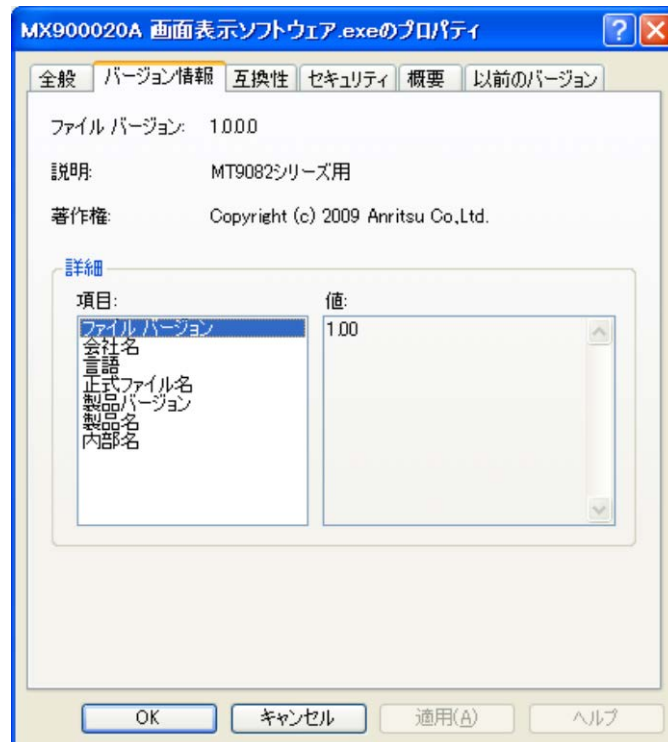 MX900020A 画面表示ソフトウェア.exeのプロパティ
全般 バージョン情報 互換性 セキュリティ 概要 以前のバージョン
ファイル バージョン: 1.0.0.0
説明: MT9082シリーズ用
著作権: Copyright (c) 2009 Anritsu Co,Ltd.
詳細
項目: 値:
ファイル バージョン 1.00
会社名
言語
正式ファイル名
製品バージョン
製品名
内部名
OK キャンセル 適用(A) ヘルプ